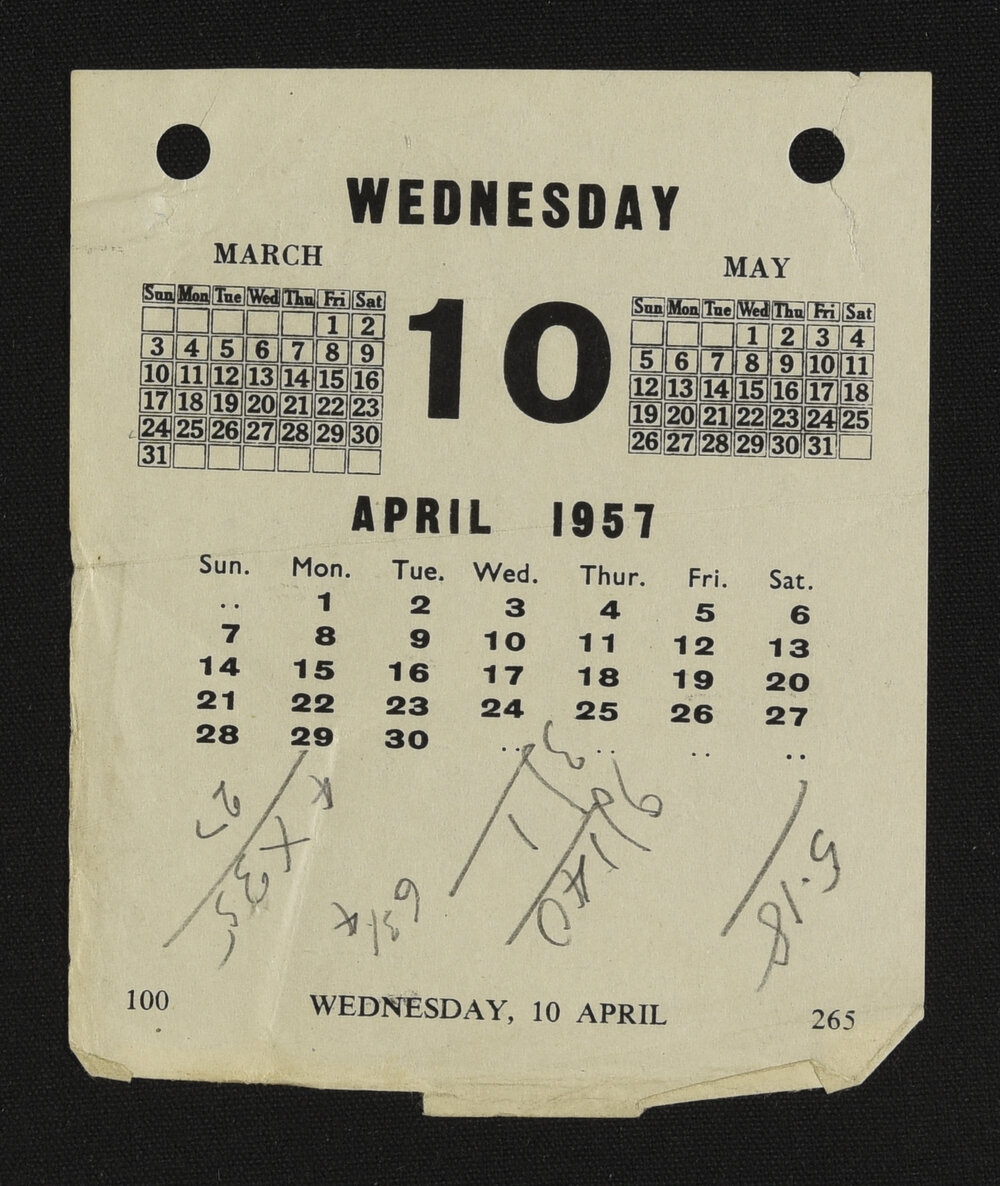 WEDNESDAY
MARCH
Sun Mon Tue Wed Thu Fri Sat
1 2
3 4 5 6 7 8 9
10 11 12 13 14 15 16
17 18 19 20 21 22 23
24 25 26 27 28 29 30
31
10
MAY
Sun Mon Tue Wed Thu Fri Sat
1 2 3 4
5 6 7 8 9 10 11
12 13 14 15 16 17 18
19 20 21 22 23 24 25
26 27 28 29 30 31
APRIL 1957
Sun. Mon. Tue. Wed. Thur. Fri. Sat.
.. 1 2 3 4 5 6
7 8 9 10 11 12 13
14 15 16 17 18 19 20
21 22 23 24 25 26 27
28 29 30 .. .. .. ..
5.18
100 WEDNESDAY, 10 APRIL 265